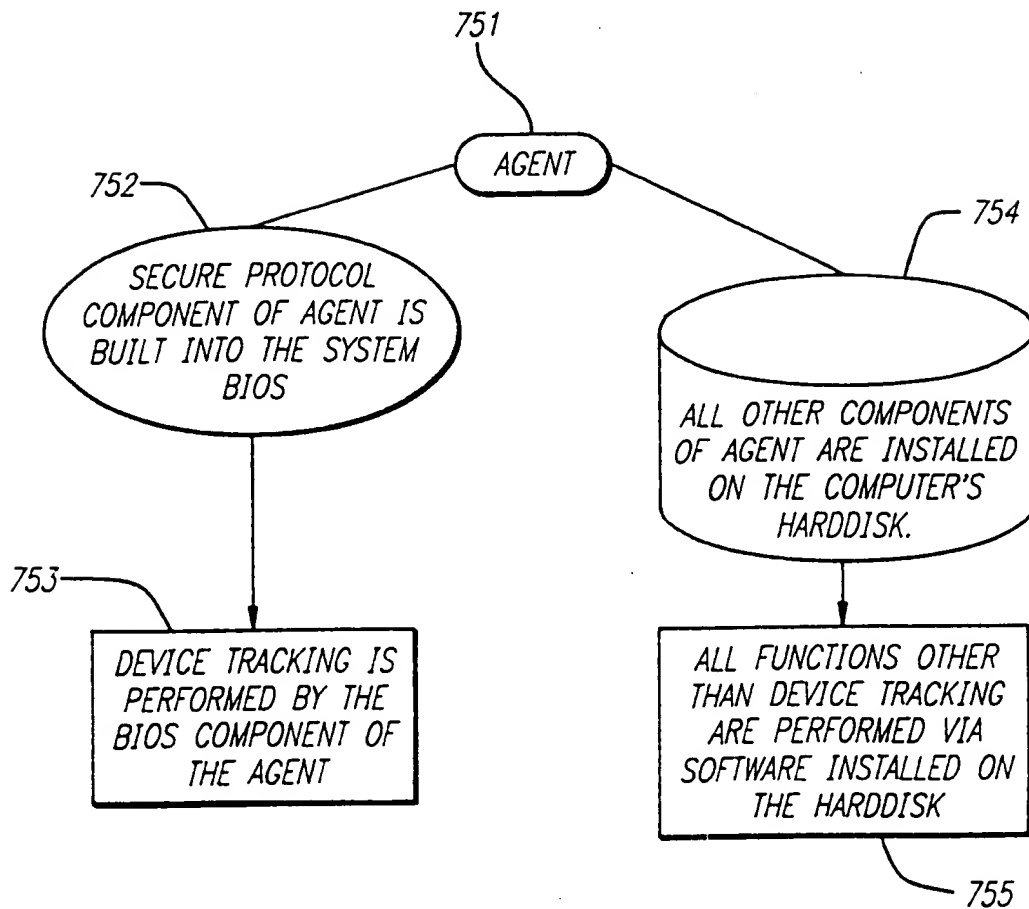 751
AGENT
752
SECURE PROTOCOL
COMPONENT OF AGENT IS
BUILT INTO THE SYSTEM
BIOS
754
ALL OTHER COMPONENTS
OF AGENT ARE INSTALLED
ON THE COMPUTER'S
HARDDISK.
753
DEVICE TRACKING IS
PERFORMED BY THE
BIOS COMPONENT OF
THE AGENT
ALL FUNCTIONS OTHER
THAN DEVICE TRACKING
ARE PERFORMED VIA
SOFTWARE INSTALLED ON
THE HARDDISK
755